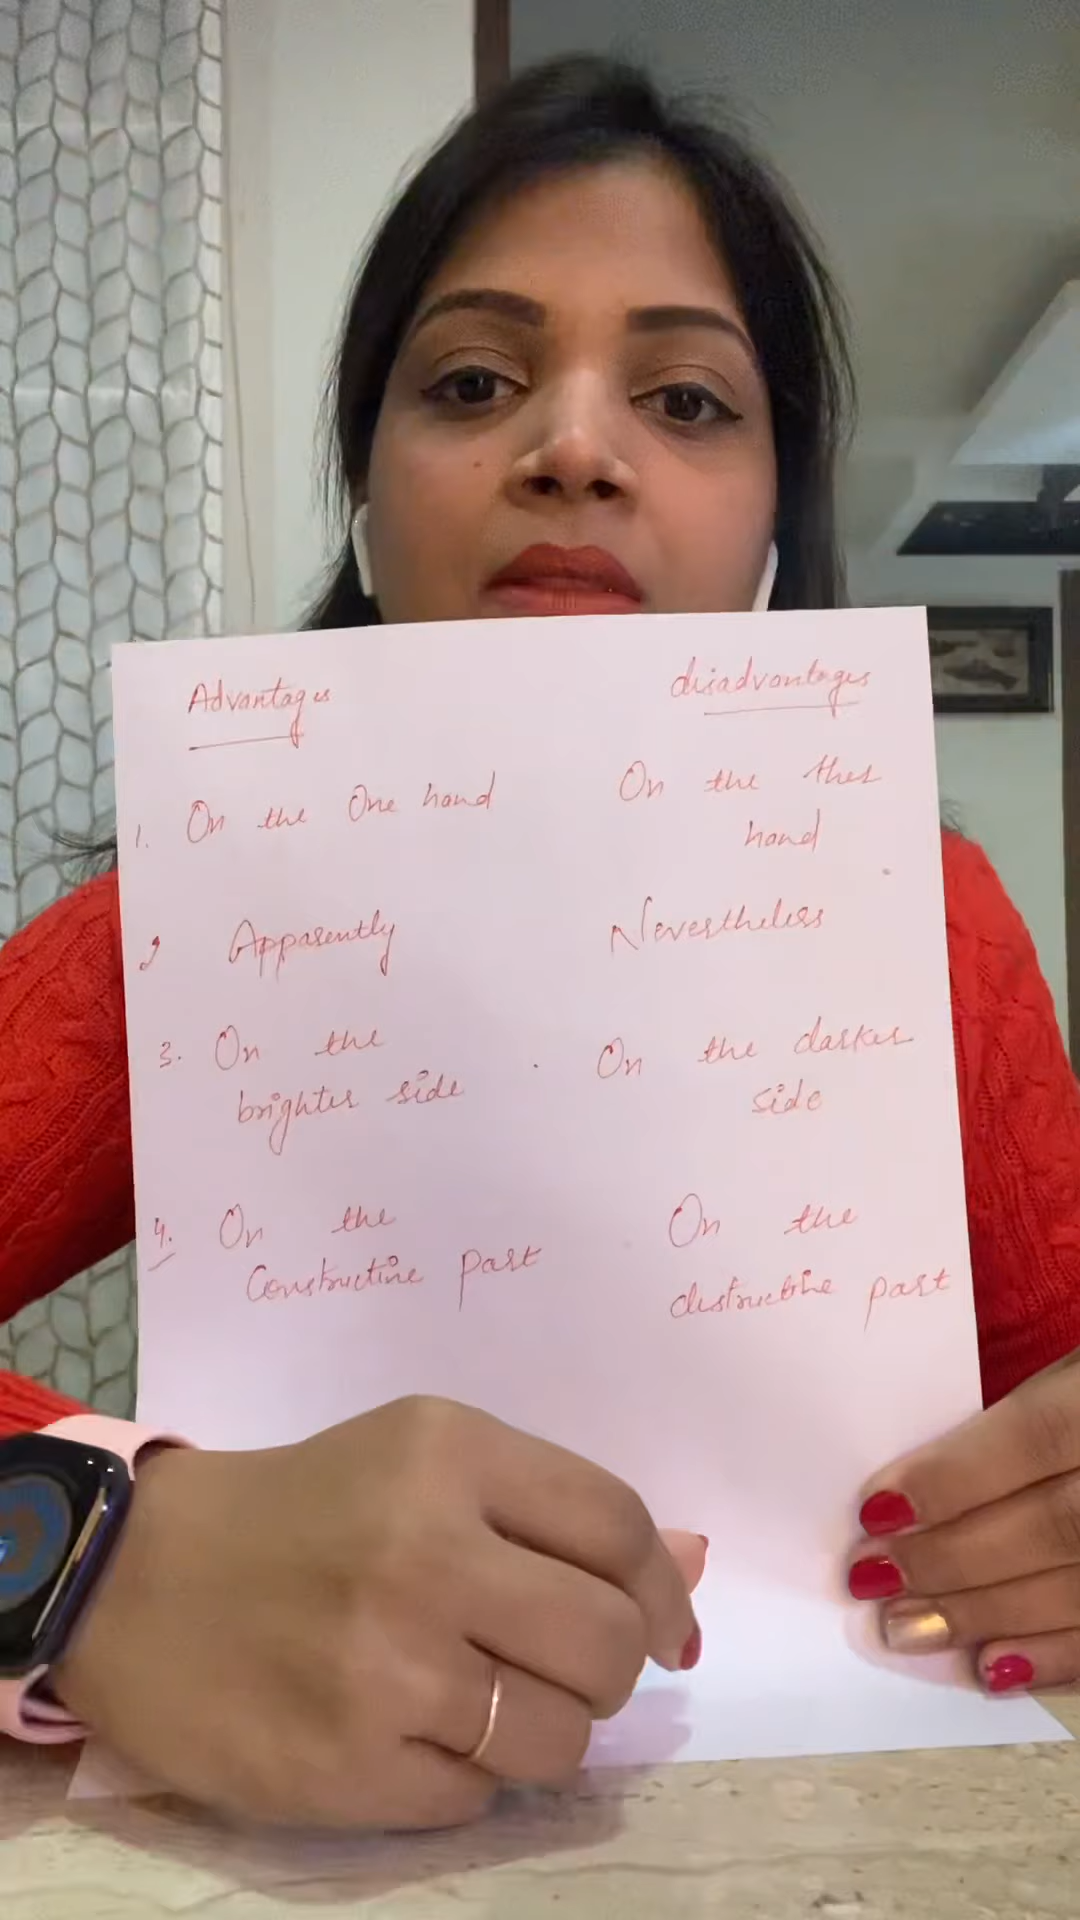 Advantages disadvantages
1. On the One hand On the ther
hand
2 Apparently Nevertheless
3. On the On the darker
brighter side side
4. On the On the
Constructive part destructive part